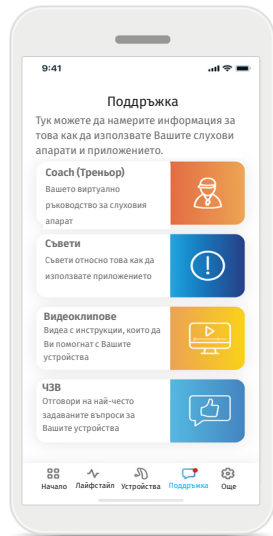 9:41
Поддръжка
Тук можете да намерите информация за
това как да използвате Вашите слухови
апарати и приложението.
Coach (Треньор)
Вашето виртуално
ръководство за слуховия
апарат
Съвети
Съвети относно това как да
използвате приложението
Видеоклипове
Видеа с инструкции, които да
Ви помогнат с Вашите
устройства
ЧЗВ
Отговори на най-често
задаваните въпроси за
Вашите устройства
Начало Лайфстайл Устройства Поддръжка Още